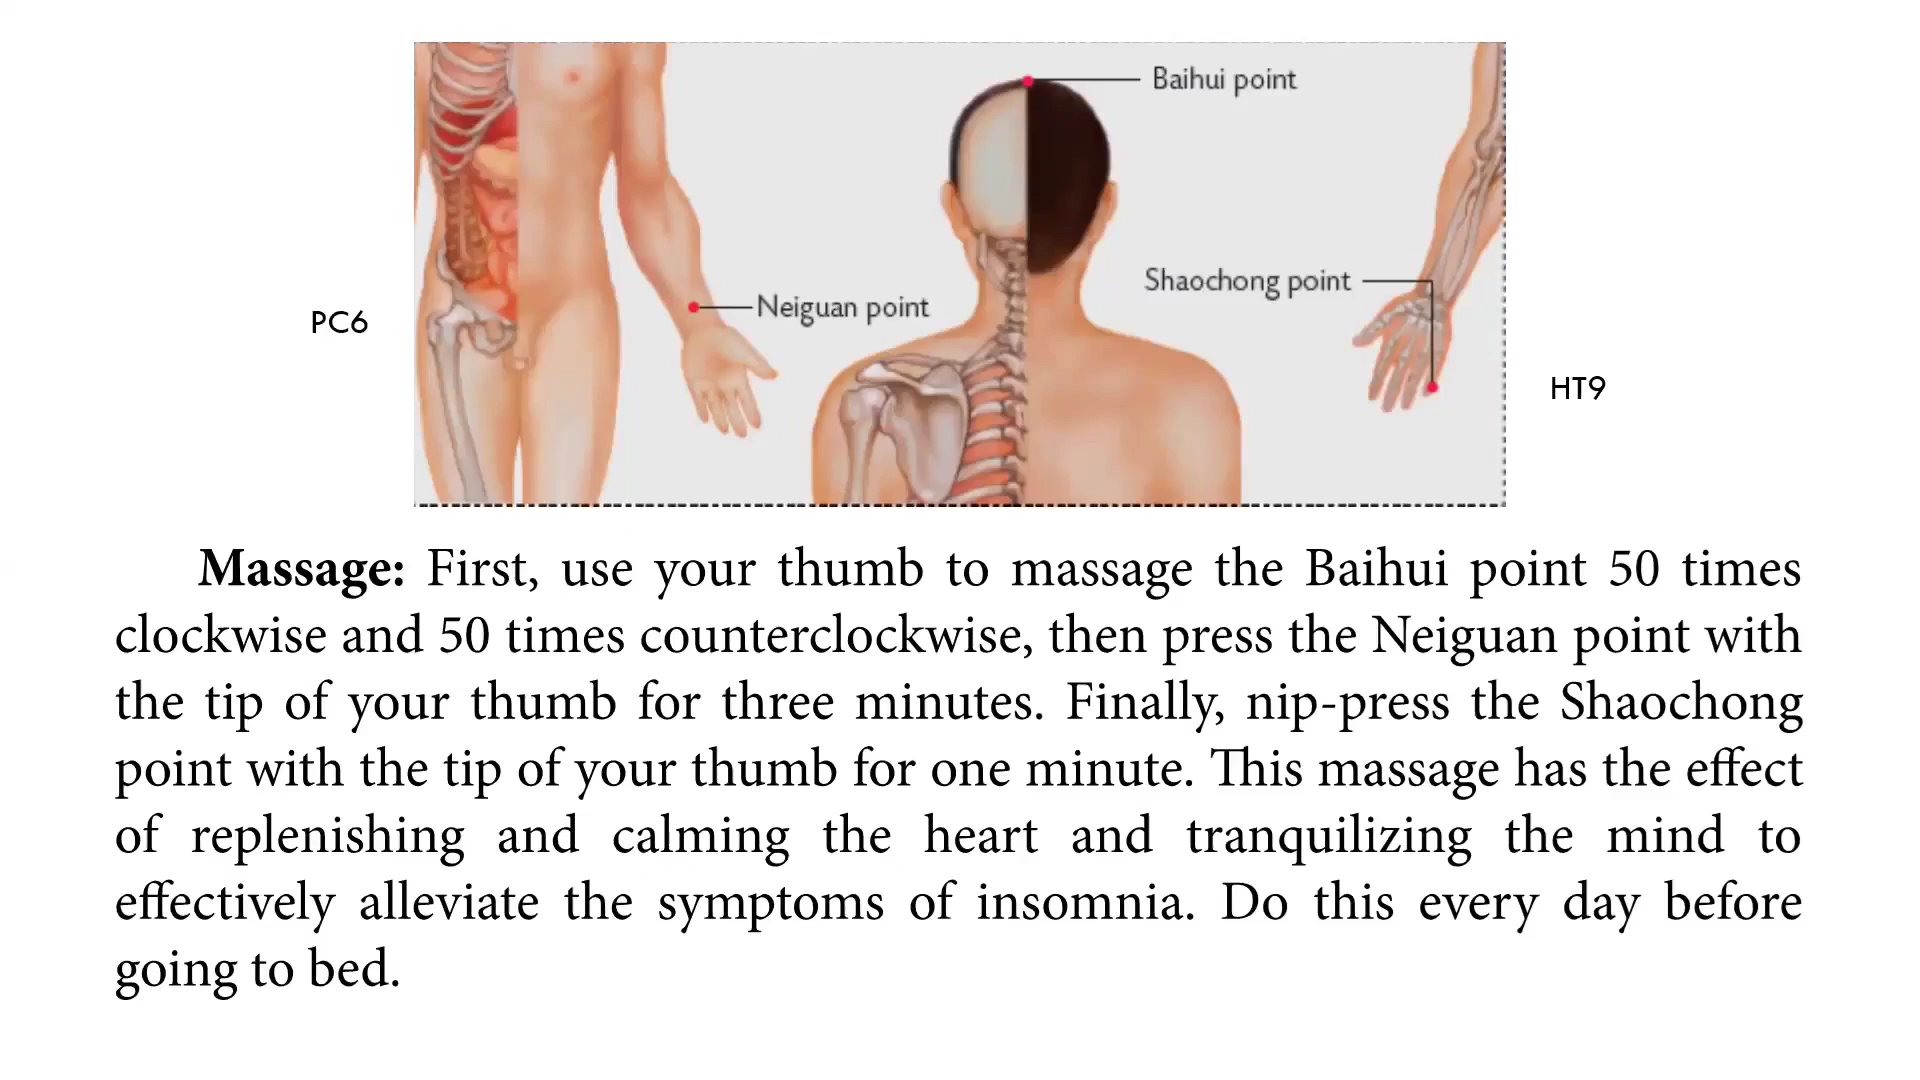 Baihui point
Shaochong point
Neiguan point
PC6
HT9
Massage: First, use your thumb to massage the Baihui point 50 times
clockwise and 50 times counterclockwise, then press the Neiguan point with
the tip of your thumb for three minutes. Finally, nip-press the Shaochong
point with the tip of your thumb for one minute. This massage has the effect
of replenishing and calming the heart and tranquilizing the mind to
effectively alleviate the symptoms of insomnia. Do this every day before
going to bed.